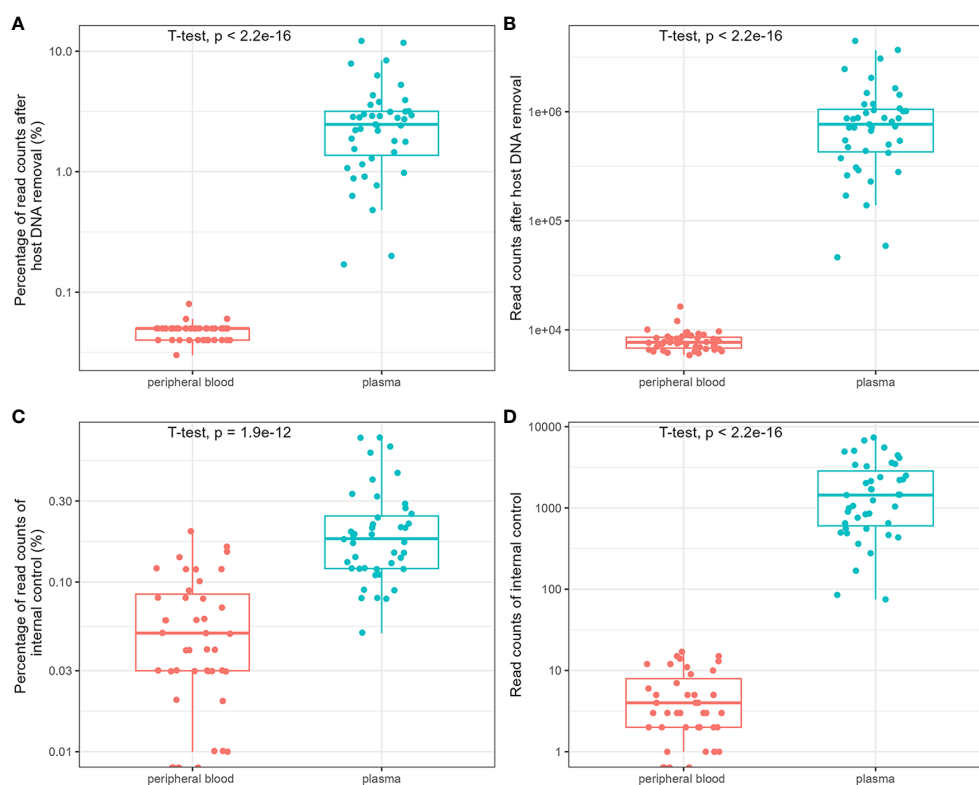 A
T-test, p < 2.2e-16
Percentage of read counts after
host DNA removal (%)
10.0
1.0
0.1
peripheral blood
plasma
B
T-test, p < 2.2e-16
Read counts after host DNA removal
1e+06
1e+05
1e+04
peripheral blood
plasma
C
T-test, p = 1.9e-12
Percentage of read counts of
internal control (%)
0.30
0.10
0.03
0.01
peripheral blood
plasma
D
T-test, p < 2.2e-16
Read counts of internal control
10000
1000
100
10
1
peripheral blood
plasma